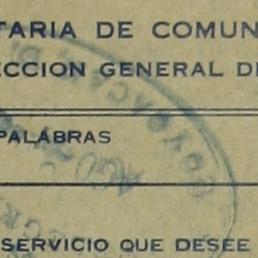 TARIA DE COMUN
ECCION GENERAL DE
PALABRAS
SERVICIO QUE DESEE